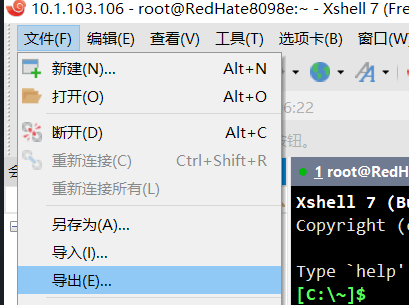 10.1.103.106 - root@RedHate8098e:~ - Xshell 7 (Fre
文件(F) 编辑(E) 查看(V) 工具(T) 选项卡(B) 窗口(W
新建(N)... Alt+N
打开(O) Alt+O
6:22
断开(D) Alt+C
钮。
重新连接(C) Ctrl+Shift+R
重新连接所有(L)
1 root@RedH
另存为(A)...
Xshell 7 (Bu
导入(I)...
Copyright (c
导出(E)...
Type `help'
[C:\~]$